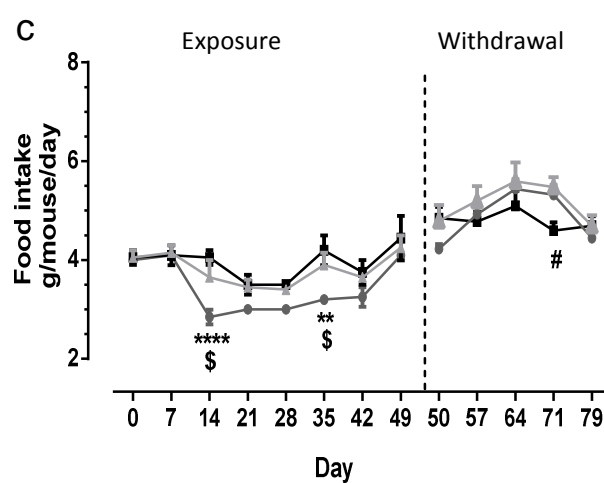 C
Exposure
Withdrawal
Food intake
g/mouse/day
8
6
4
2
****
$
**
$
#
0 7 14 21 28 35 42 49 50 57 64 71 79
Day